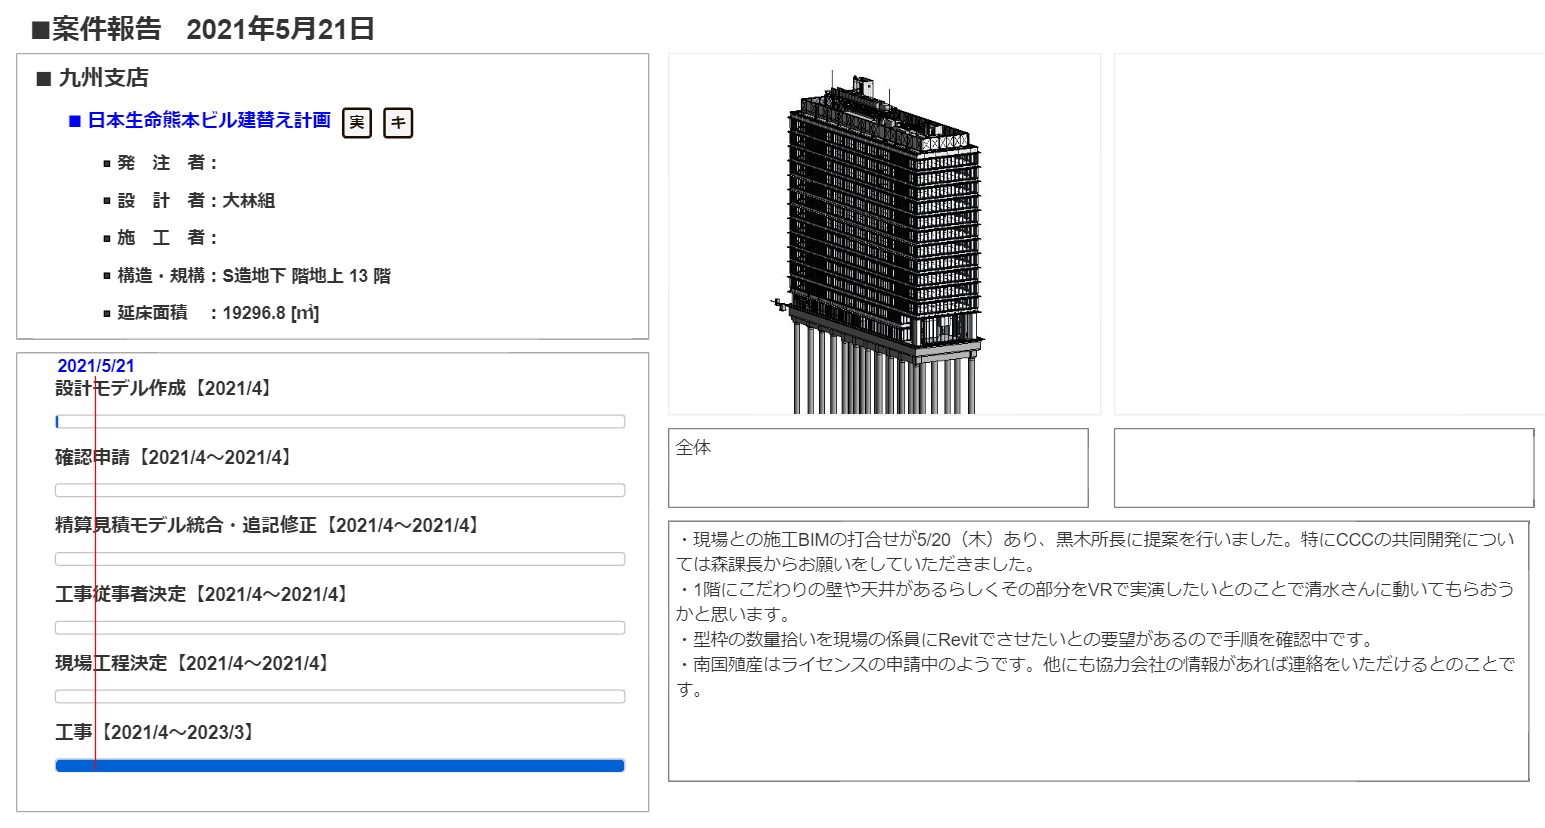 ■案件報告　2021年5月21日
■ 九州支店
■ 日本生命熊本ビル建替え計画 実 キ
▪ 発　注　者：
▪ 設　計　者：大林組
▪ 施　工　者：
▪ 構造・規構：S造地下 階地上 13 階
▪ 延床面積　：19296.8 [㎡]
2021/5/21
設計モデル作成【2021/4】
確認申請【2021/4～2021/4】
精算見積モデル統合・追記修正【2021/4～2021/4】
工事従事者決定【2021/4～2021/4】
現場工程決定【2021/4～2021/4】
工事【2021/4～2023/3】
全体
・現場との施工BIMの打合せが5/20（木）あり、黒木所長に提案を行いました。特にCCCの共同開発につい
ては森課長からお願いをしていただきました。
・1階にこだわりの壁や天井があるらしくその部分をVRで実演したいとのことで清水さんに動いてもらおう
かと思います。
・型枠の数量拾いを現場の係員にRevitでさせたいとの要望があるので手順を確認中です。
・南国殖産はライセンスの申請中のようです。他にも協力会社の情報があれば連絡をいただけるとのことで
す。